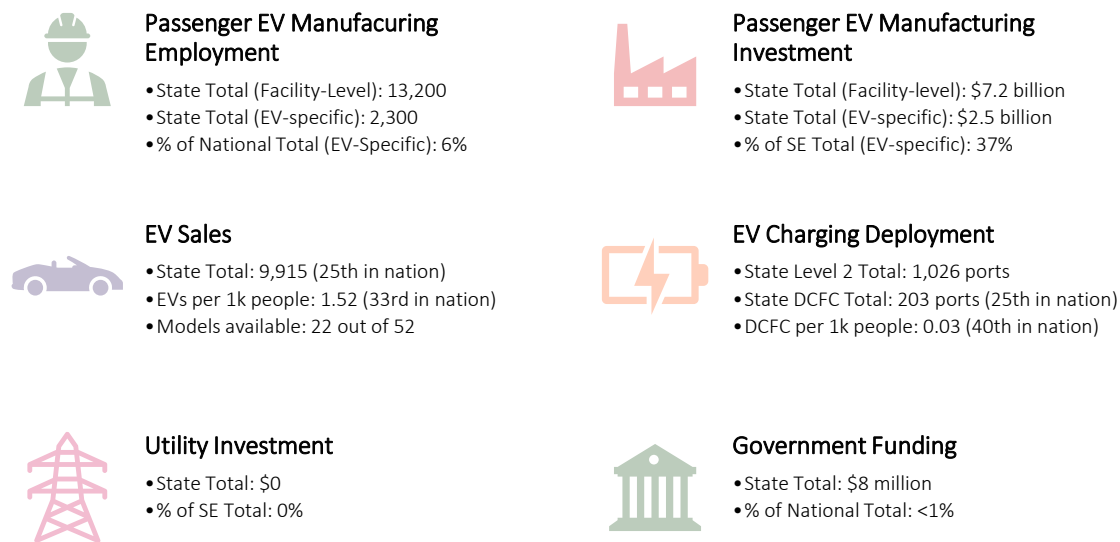 Passenger EV Manufacuring
Employment
•State Total (Facility-Level): 13,200
•State Total (EV-specific): 2,300
•% of National Total (EV-Specific): 6%
Passenger EV Manufacturing
Investment
•State Total (Facility-level): $7.2 billion
•State Total (EV-specific): $2.5 billion
•% of SE Total (EV-specific): 37%
EV Sales
•State Total: 9,915 (25th in nation)
•EVs per 1k people: 1.52 (33rd in nation)
•Models available: 22 out of 52
EV Charging Deployment
•State Level 2 Total: 1,026 ports
•State DCFC Total: 203 ports (25th in nation)
•DCFC per 1k people: 0.03 (40th in nation)
Utility Investment
•State Total: $0
•% of SE Total: 0%
Government Funding
•State Total: $8 million
•% of National Total: <1%